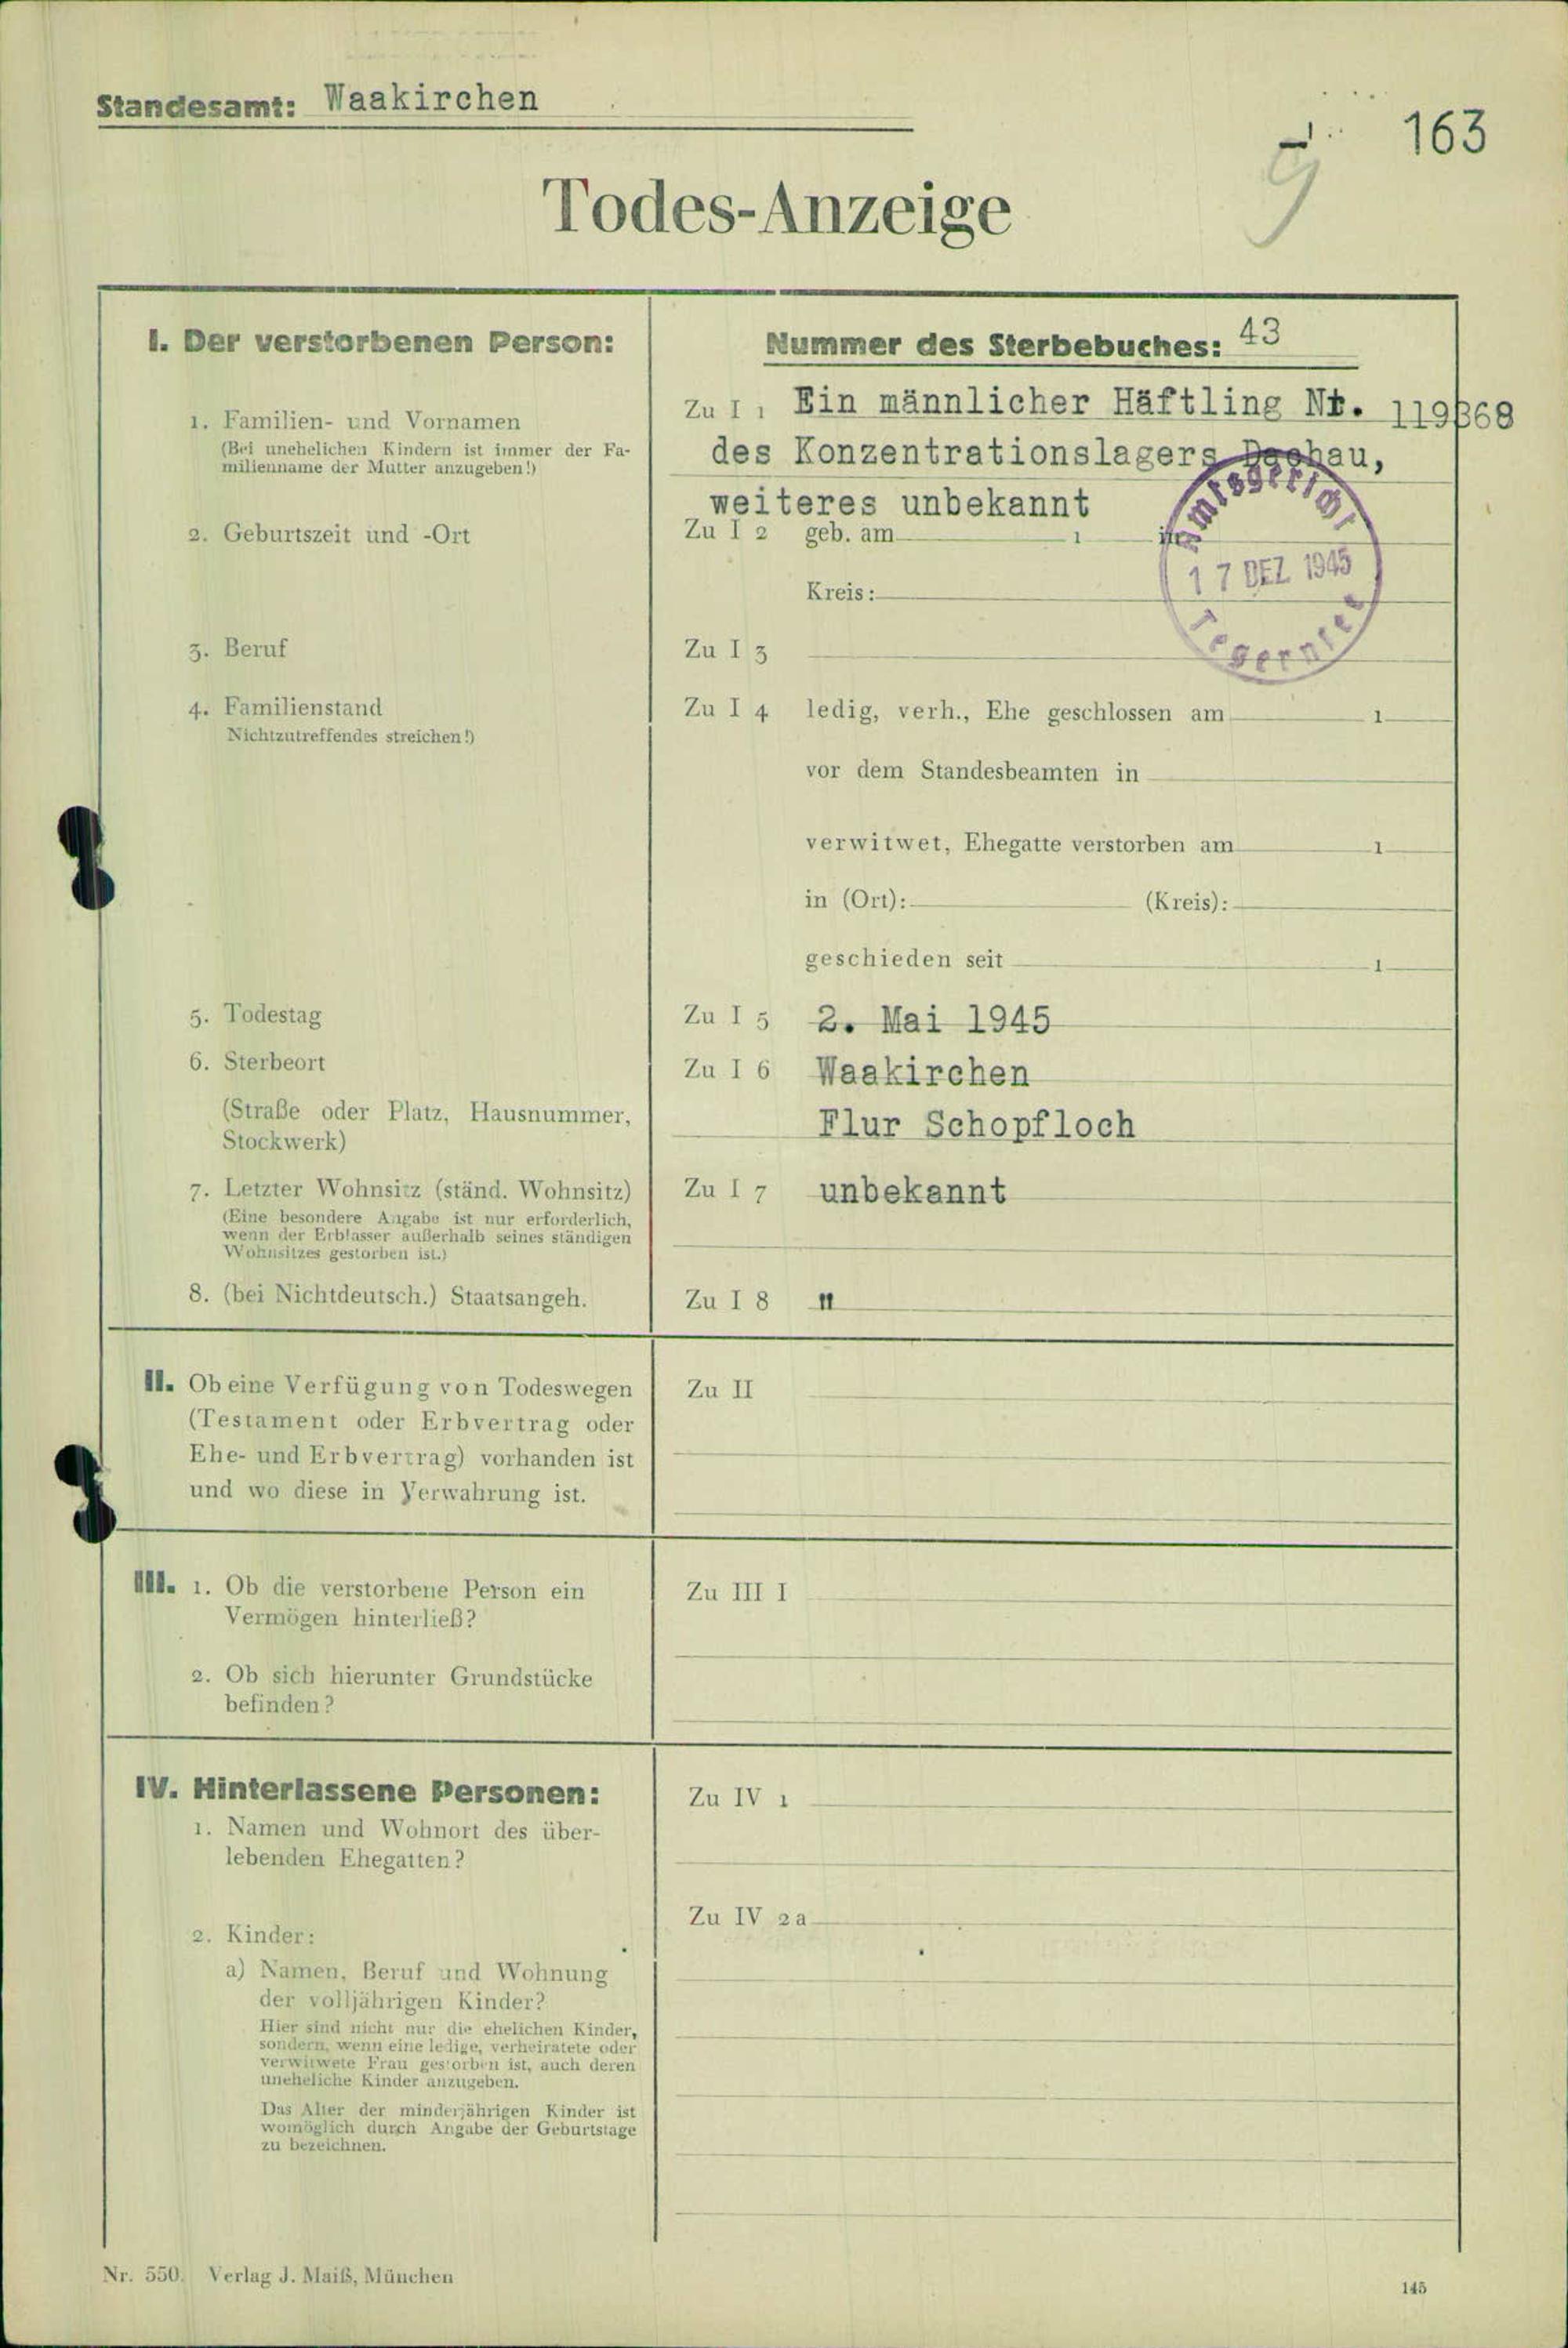 Standesamt: Waakirchen
163
9
Todes-Anzeige
I. Der verstorbenen Person:
Nummer des Sterbebuches: 43
1. Familien- und Vornamen
(Bei unehelichen Kindern ist immer der Fa-
milienname der Mutter anzugeben!)
Zu I 1 Ein männlicher Häftling Nr. 119368
des Konzentrationslagers Dachau,
weiteres unbekannt
2. Geburtszeit und -Ort
Zu I 2 geb. am 1 in
Kreis:
Amtsgericht
17 DEZ 1945
Tegernsee
3. Beruf
Zu I 3
4. Familienstand
Nichtzutreffendes streichen!)
Zu I 4 ledig, verh., Ehe geschlossen am 1
vor dem Standesbeamten in
verwitwet, Ehegatte verstorben am 1
in (Ort): (Kreis):
geschieden seit 1
5. Todestag
Zu I 5 2. Mai 1945
6. Sterbeort
Zu I 6 Waakirchen
(Straße oder Platz, Hausnummer,
Stockwerk)
Flur Schopfloch
7. Letzter Wohnsitz (ständ. Wohnsitz)
(Eine besondere Angabe ist nur erforderlich,
wenn der Erblasser außerhalb seines ständigen
Wohnsitzes gestorben ist.)
Zu I 7 unbekannt
8. (bei Nichtdeutsch.) Staatsangeh.
Zu I 8 "
II. Ob eine Verfügung von Todeswegen
(Testament oder Erbvertrag oder
Ehe- und Erbvertrag) vorhanden ist
und wo diese in Verwahrung ist.
Zu II
III. 1. Ob die verstorbene Person ein
Vermögen hinterließ?
Zu III I
2. Ob sich hierunter Grundstücke
befinden?
IV. Hinterlassene Personen:
1. Namen und Wohnort des über-
lebenden Ehegatten?
Zu IV 1
2. Kinder:
a) Namen, Beruf und Wohnung
der volljährigen Kinder?
Hier sind nicht nur die ehelichen Kinder,
sondern, wenn eine ledige, verheiratete oder
verwitwete Frau gestorben ist, auch deren
uneheliche Kinder anzugeben.
Das Alter der minderjährigen Kinder ist
womöglich durch Angabe der Geburtstage
zu bezeichnen.
Zu IV 2 a
Nr. 550. Verlag J. Maiß, München
145